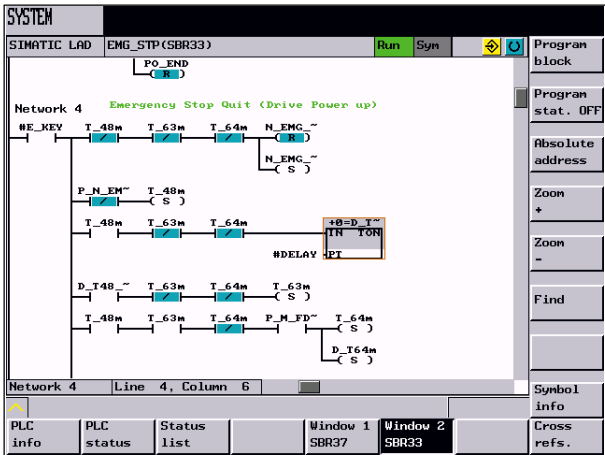 SYSTEM
SIMATIC LAD EMG_STP(SBR33) Run Sym
Program
block
PO_END
R
Program
stat. OFF
Network 4 Emergency Stop Quit (Drive Power up)
#E_KEY T_48m T_63m T_64m N_EMG_~
R
Absolute
address
N_EMG_~
S
Zoom
+
P_N_EM~ T_48m
S
T_48m T_63m T_64m +0=D_T~
IN TON
#DELAY PT
Zoom
-
D_T48_~ T_63m T_64m T_63m
S
Find
T_48m T_63m T_64m P_M_FD~ T_64m
S
D_T64m
S
Network 4 Line 4, Column 6
Symbol
info
PLC
info
PLC
status
Status
list
Window 1
SBR37
Window 2
SBR33
Cross
refs.